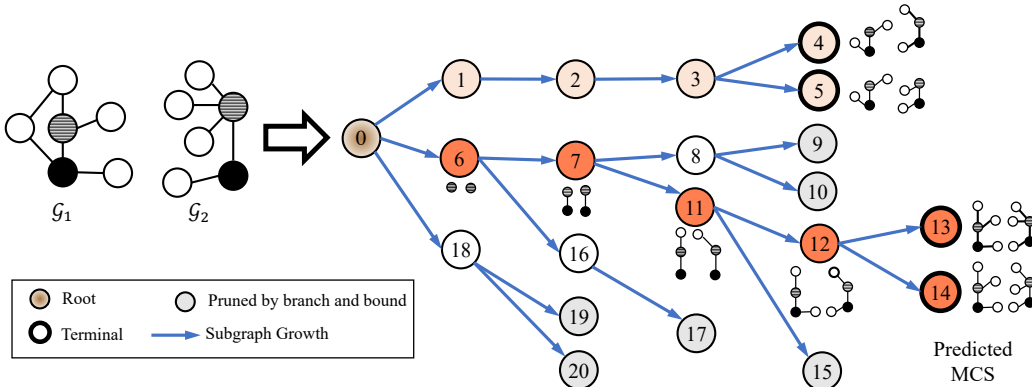 4
1
2
3
5
0
9
6
7
8
10
11
𝒢₁
𝒢₂
12
13
18
16
14
Root
Pruned by branch and bound
19
17
Terminal
Subgraph Growth
20
15
Predicted
MCS